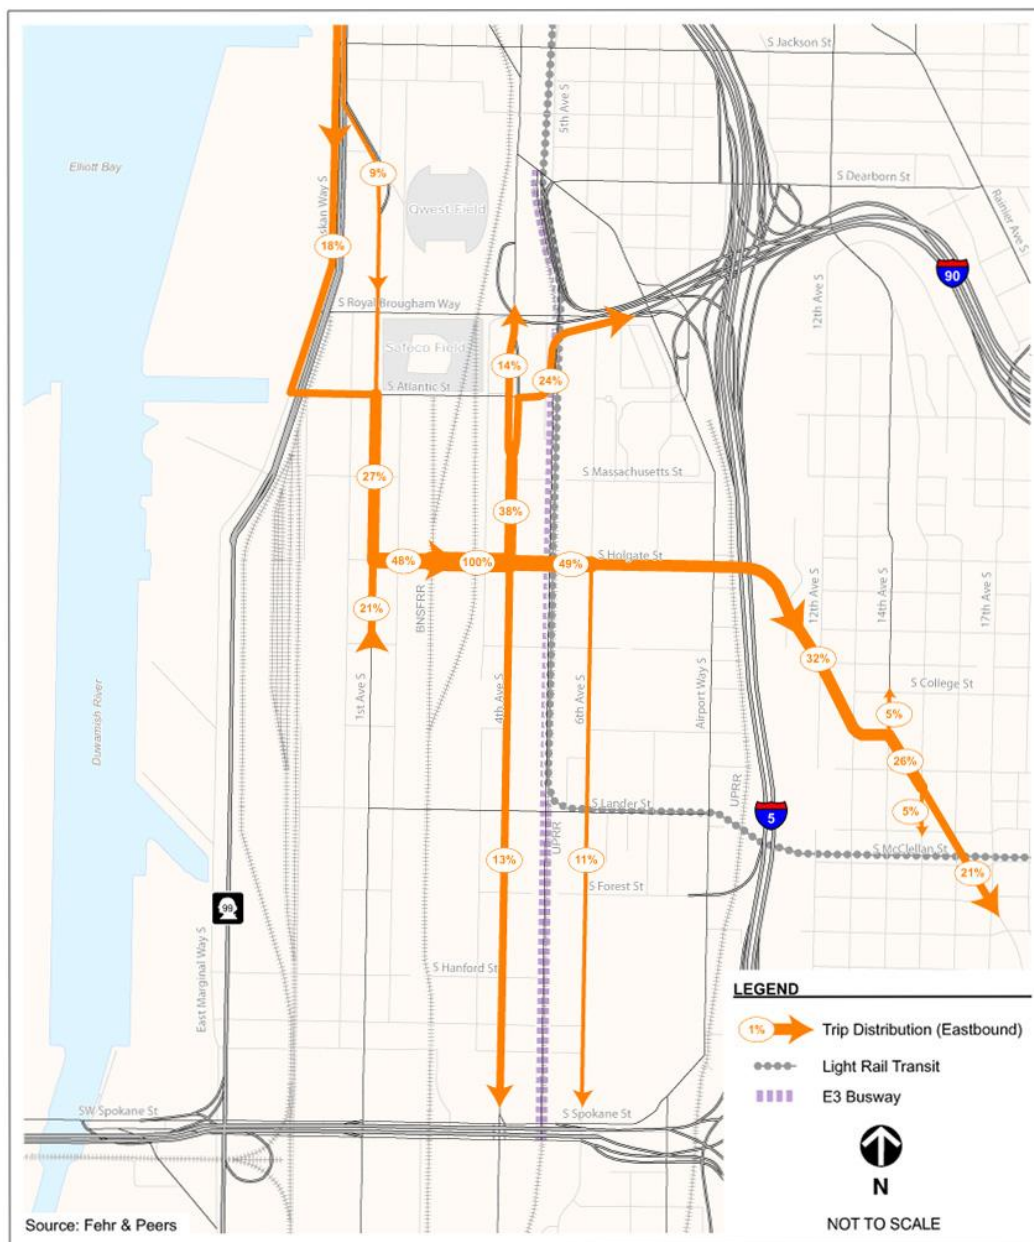 S Jackson St
5th Ave S
Elliott Bay
9%
S Dearborn St
Rainier Ave S
Qwest Field
skan Way S
18%
90
12th Ave S
S Royal Brougham Way
Safeco Field
14%
24%
S Atlantic St
27%
S Massachusetts St
38%
S Holgate St
48%
100%
49%
BNSFRR
21%
12th Ave S
14th Ave S
17th Ave S
32%
1st Ave S
4th Ave S
6th Ave S
Airport Way S
S College St
5%
26%
Duwamish River
UPRR
S Lander St
5
5%
UPRR
S McClellan St
13%
11%
21%
S Forest St
99
East Marginal Way S
S Hanford St
LEGEND
1%
Trip Distribution (Eastbound)
Light Rail Transit
E3 Busway
SW Spokane St
S Spokane St
N
Source: Fehr & Peers
NOT TO SCALE